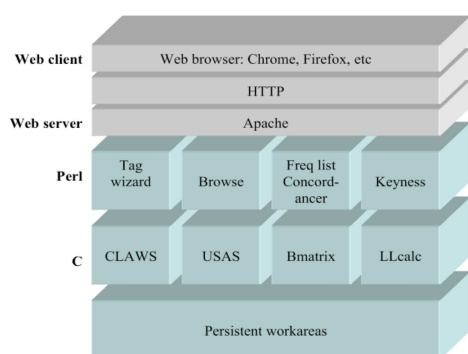 Web client
Web browser: Chrome, Firefox, etc
HTTP
Web server
Apache
Perl
Tag
wizard
Browse
Freq list
Concord-
ancer
Keyness
C
CLAWS
USAS
Bmatrix
LLcalc
Persistent workareas